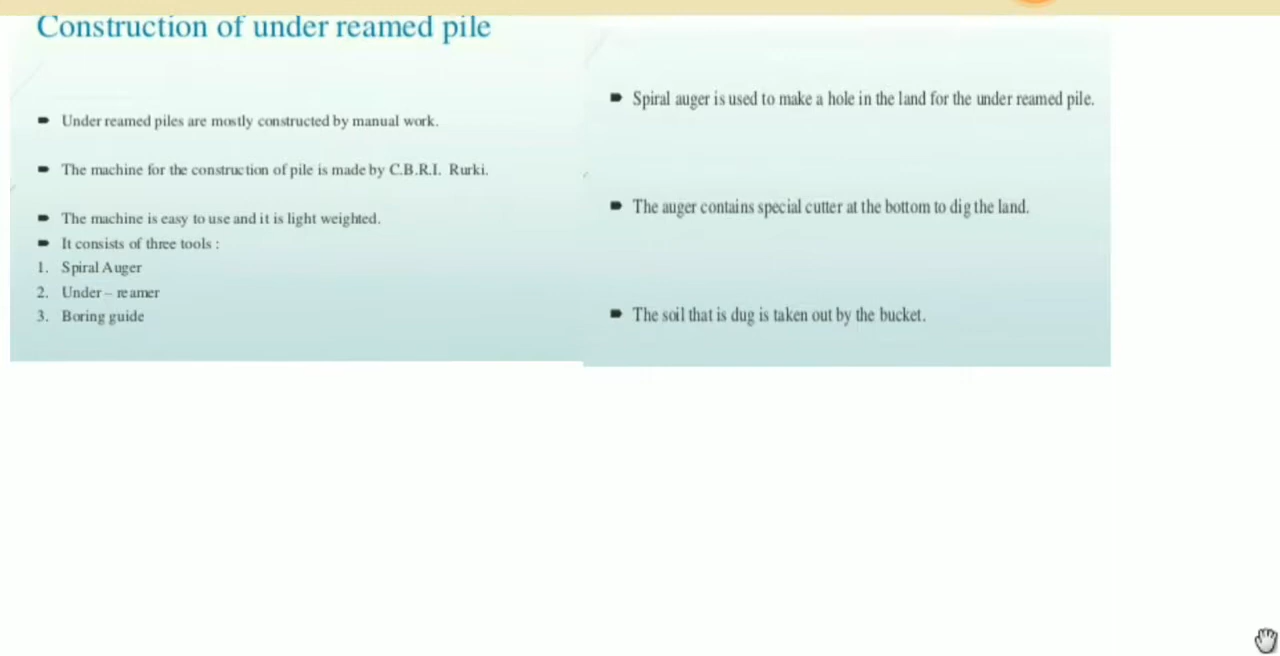 Construction of under reamed pile
Under reamed piles are mostly constructed by manual work.
The machine for the construction of pile is made by C.B.R.I. Rurki.
The machine is easy to use and it is light weighted.
It consists of three tools :
1. Spiral Auger
2. Under – reamer
3. Boring guide
Spiral auger is used to make a hole in the land for the under reamed pile.
The auger contains special cutter at the bottom to dig the land.
The soil that is dug is taken out by the bucket.